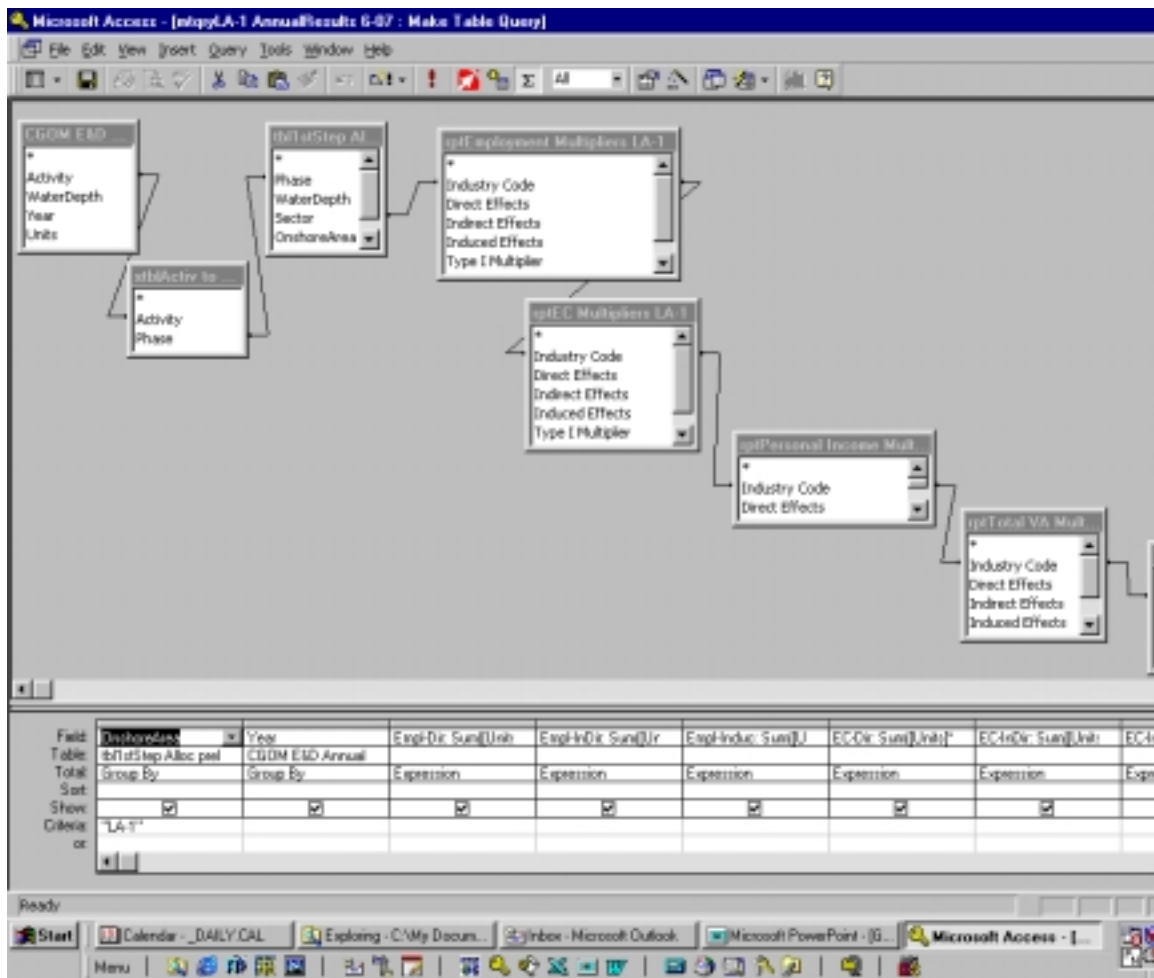 Microsoft Access - [mtqryLA-1 AnnualResults 6-07 : Make Table Query]
File Edit View Insert Query Tools Window Help
Σ All
CGOM E&D ...
*
Activity
WaterDepth
Year
Units
tbl1stStep Al...
*
Phase
WaterDepth
Sector
OnshoreArea
rptEmployment Multipliers LA-1
*
Industry Code
Direct Effects
Indirect Effects
Induced Effects
Type I Multiplier
xtblActiv to ...
*
Activity
Phase
rptEC Multipliers LA-1
*
Industry Code
Direct Effects
Indirect Effects
Induced Effects
Type I Multiplier
rptPersonal Income Mult...
*
Industry Code
Direct Effects
rptTotal VA Mult...
*
Industry Code
Direct Effects
Indirect Effects
Induced Effects
Field: OnshoreArea Year Empl-Dir: Sum([Units Empl-InDir: Sum([Ur Empl-Induc: Sum([U EC-Dir: Sum([Units]* EC-InDir: Sum([Units
Table: tbl1stStep Alloc prel CGOM E&D Annual
Total: Group By Group By Expression Expression Expression Expression Expression Expre
Sort:
Show:
Criteria: "LA-1"
or:
Ready
Start Calendar - _DAILY.CAL Exploring - C:\My Docum... Inbox - Microsoft Outlook Microsoft PowerPoint - [G... Microsoft Access - [...
Menu